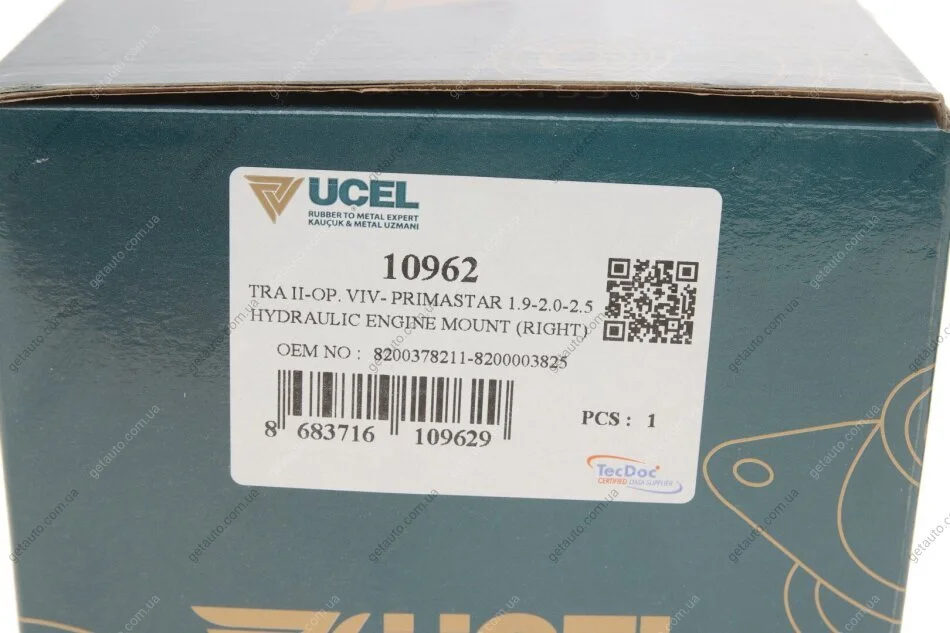 UCEL
RUBBER TO METAL EXPERT
KAUÇUK & METAL UZMANI
10962
TRA II-OP. VIV- PRIMASTAR 1.9-2.0-2.5
HYDRAULIC ENGINE MOUNT (RIGHT)
OEM NO : 8200378211-8200003825
8 683716 109629
PCS : 1
TecDoc
CERTIFIED DATA SUPPLIER
UCEL
getauto.com.ua